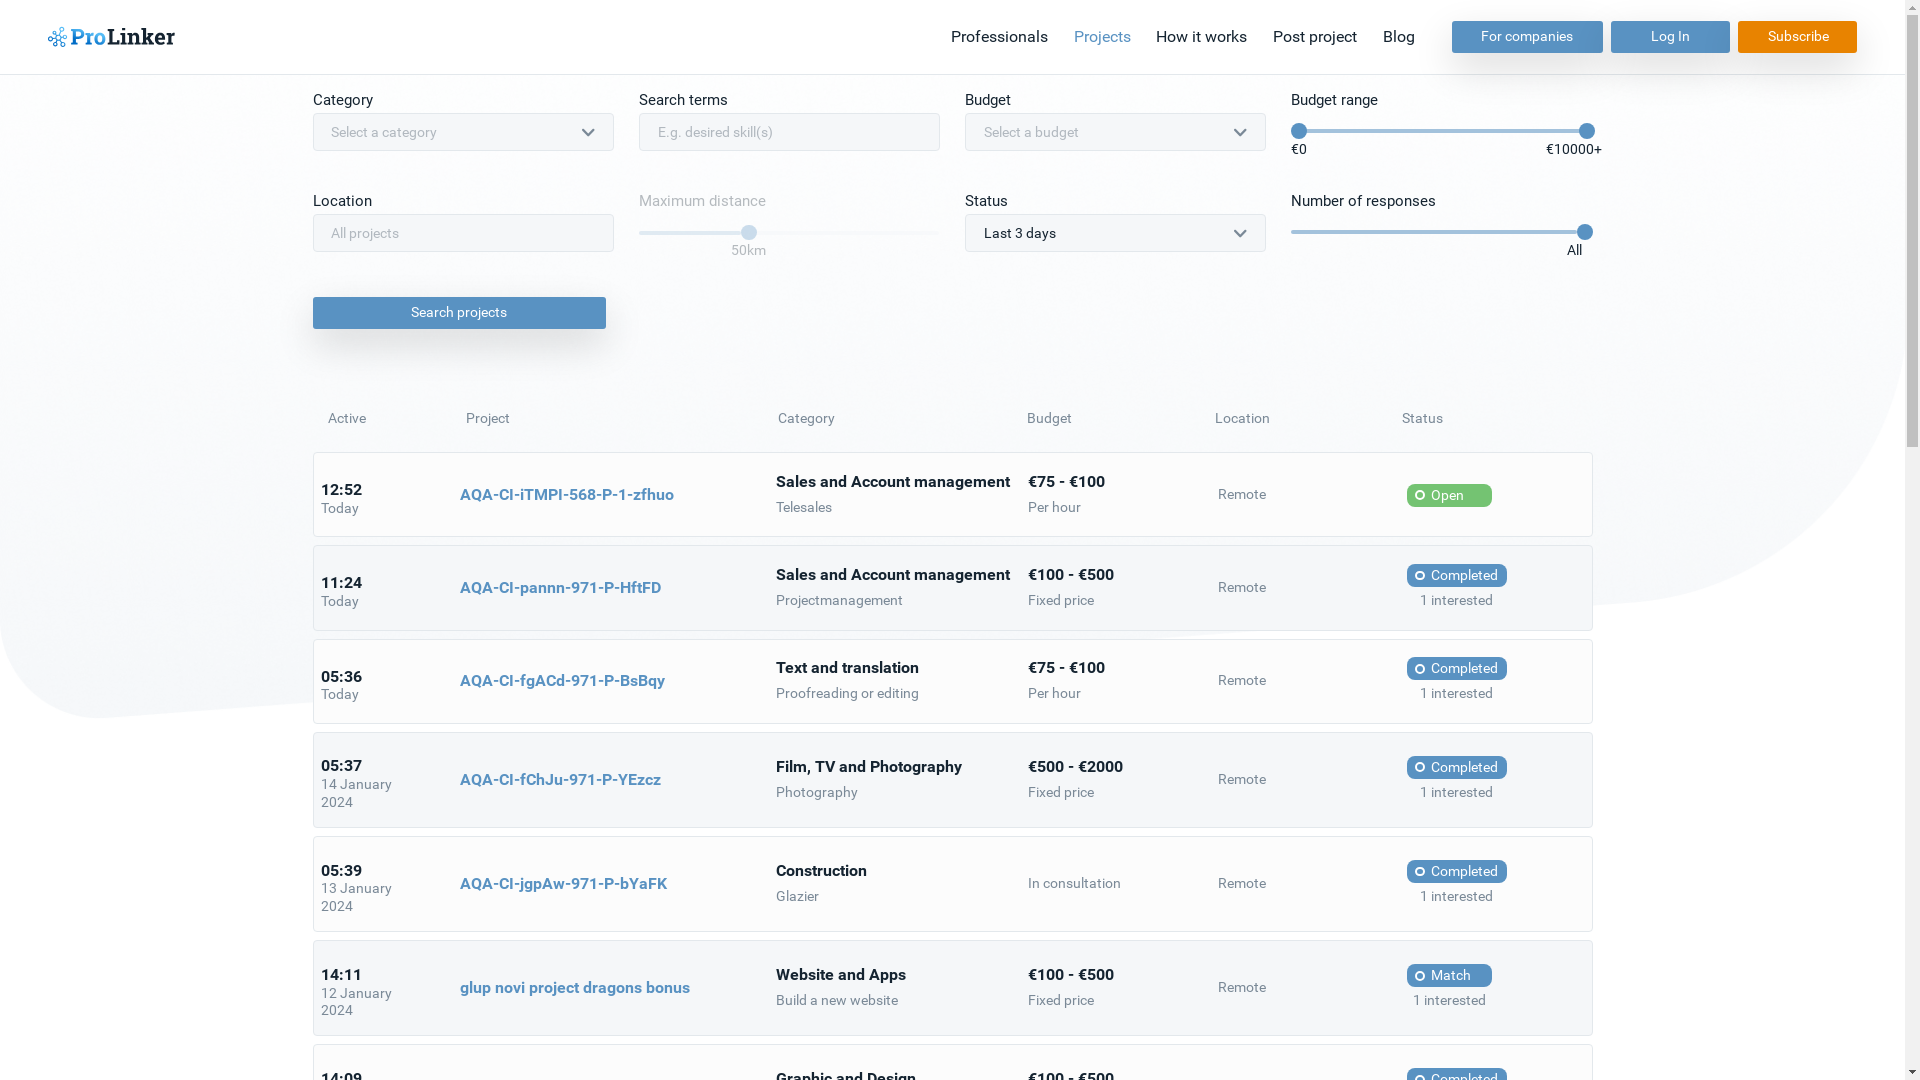 ProLinker
Professionals Projects How it works Post project Blog For companies Log In Subscribe
Category Search terms Budget Budget range
Select a category E.g. desired skill(s) Select a budget
€0 €10000+
Location Maximum distance Status Number of responses
All projects Last 3 days
50km All
Search projects
Active Project Category Budget Location Status
12:52 Today AQA-CI-iTMPI-568-P-1-zfhuo Sales and Account management Telesales €75 - €100 Per hour Remote Open
11:24 Today AQA-CI-pannn-971-P-HftFD Sales and Account management Projectmanagement €100 - €500 Fixed price Remote Completed 1 interested
05:36 Today AQA-CI-fgACd-971-P-BsBqy Text and translation Proofreading or editing €75 - €100 Per hour Remote Completed 1 interested
05:37 14 January 2024 AQA-CI-fChJu-971-P-YEzcz Film, TV and Photography Photography €500 - €2000 Fixed price Remote Completed 1 interested
05:39 13 January 2024 AQA-CI-jgpAw-971-P-bYaFK Construction Glazier In consultation Remote Completed 1 interested
14:11 12 January 2024 glup novi project dragons bonus Website and Apps Build a new website €100 - €500 Fixed price Remote Match 1 interested
14:09 Graphic and Design €100 - €500 Completed